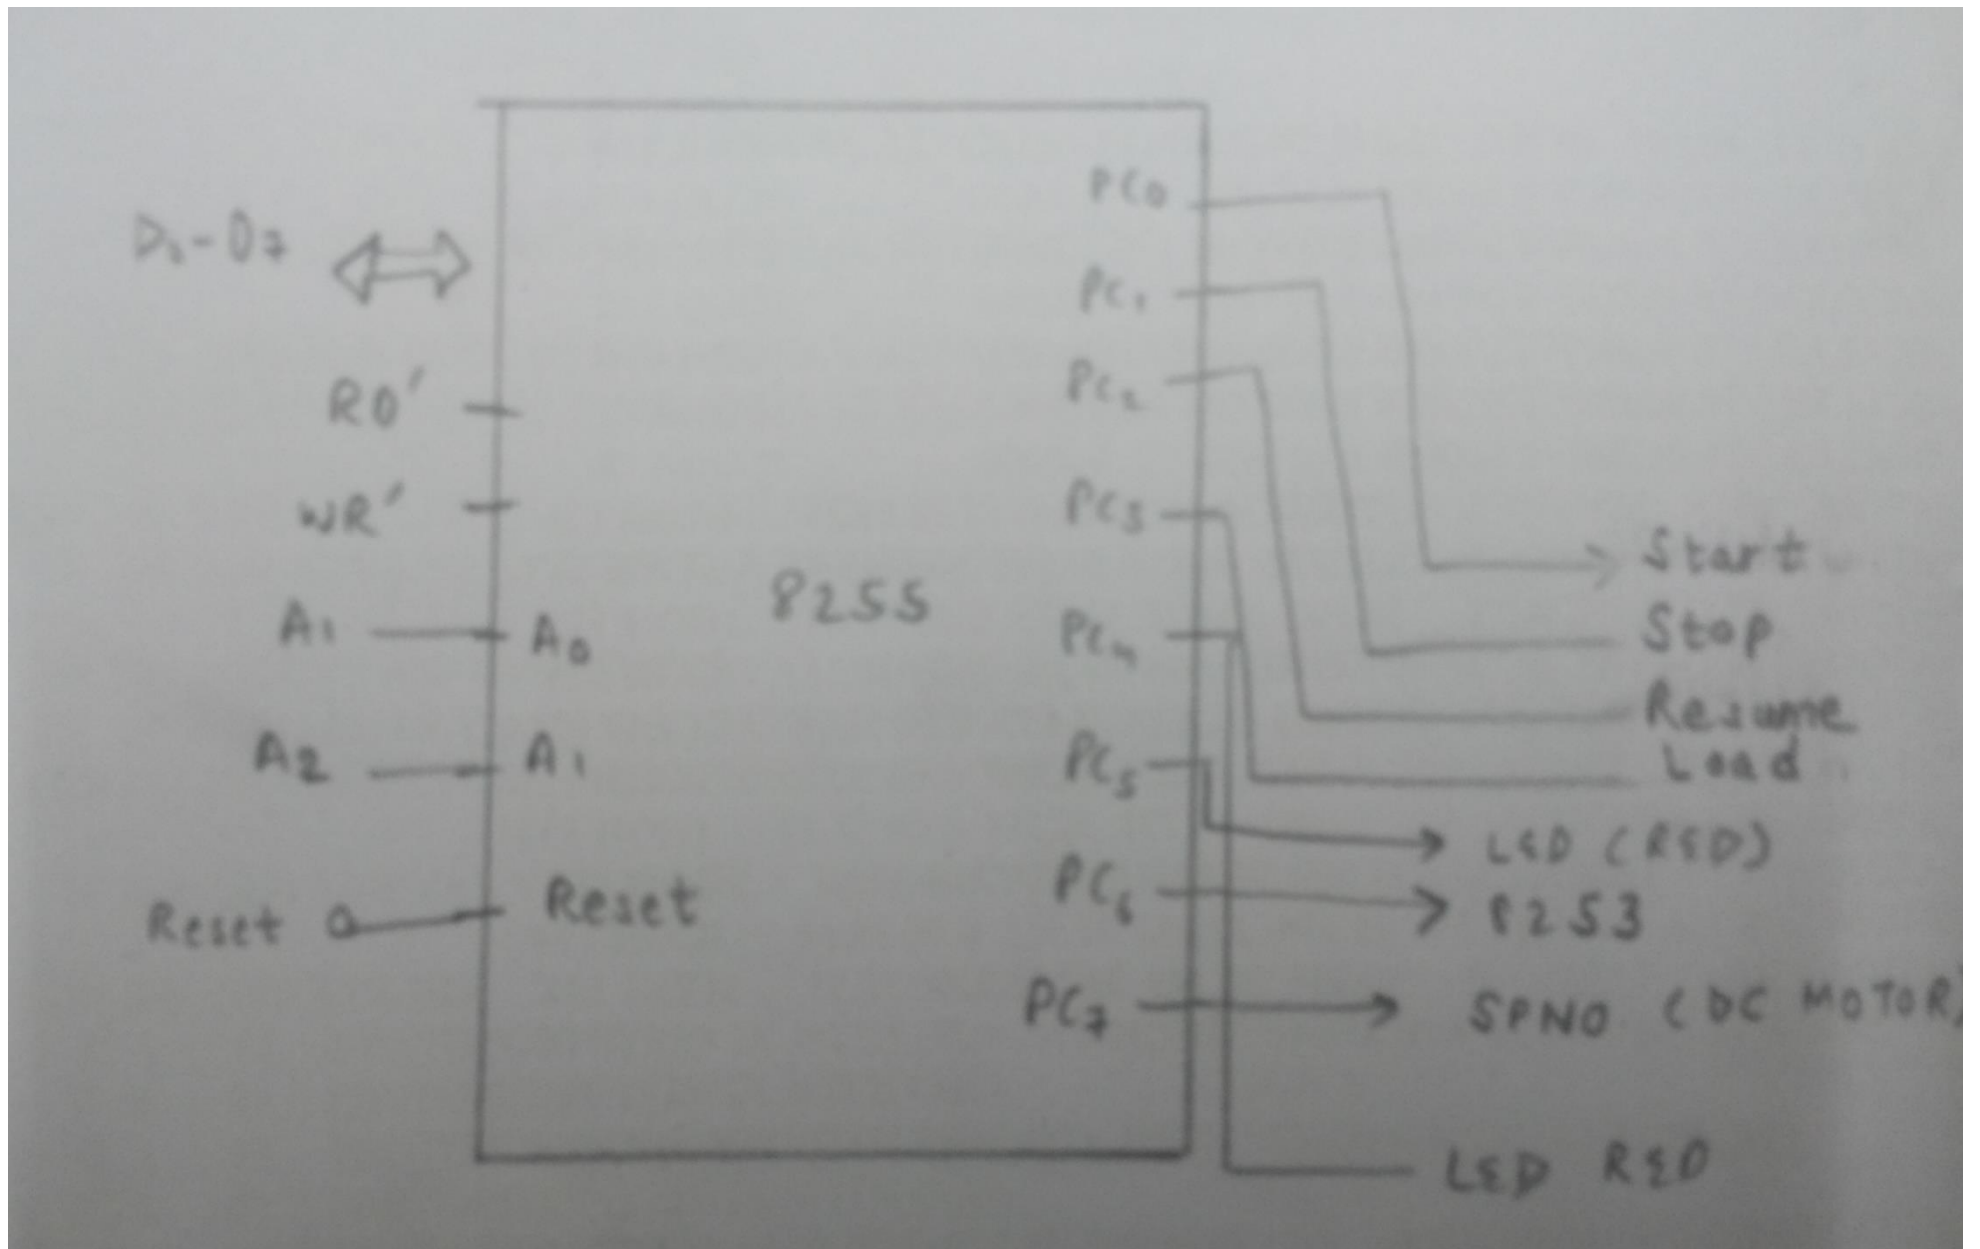 PC0
D0-D7
PC1
PC2
RD'
WR'
PC3
Start
8255
A1
A0
PC4
Stop
Resume
A2
A1
PC5
Load
LED (RED)
PC6
8253
Reset
Reset
PC7
SPNO (DC MOTOR)
LED RED